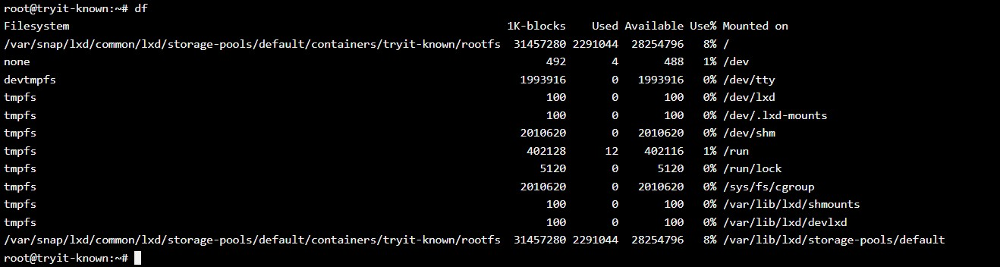 root@tryit-known:~# df
Filesystem                                                                 1K-blocks    Used Available Use% Mounted on
/var/snap/lxd/common/lxd/storage-pools/default/containers/tryit-known/rootfs  31457280 2291044  28254796   8% /
none                                                                             492       4       488   1% /dev
devtmpfs                                                                     1993916       0   1993916   0% /dev/tty
tmpfs                                                                            100       0       100   0% /dev/lxd
tmpfs                                                                            100       0       100   0% /dev/.lxd-mounts
tmpfs                                                                        2010620       0   2010620   0% /dev/shm
tmpfs                                                                         402128      12    402116   1% /run
tmpfs                                                                           5120       0      5120   0% /run/lock
tmpfs                                                                        2010620       0   2010620   0% /sys/fs/cgroup
tmpfs                                                                            100       0       100   0% /var/lib/lxd/shmounts
tmpfs                                                                            100       0       100   0% /var/lib/lxd/devlxd
/var/snap/lxd/common/lxd/storage-pools/default/containers/tryit-known/rootfs  31457280 2291044  28254796   8% /var/lib/lxd/storage-pools/default
root@tryit-known:~#